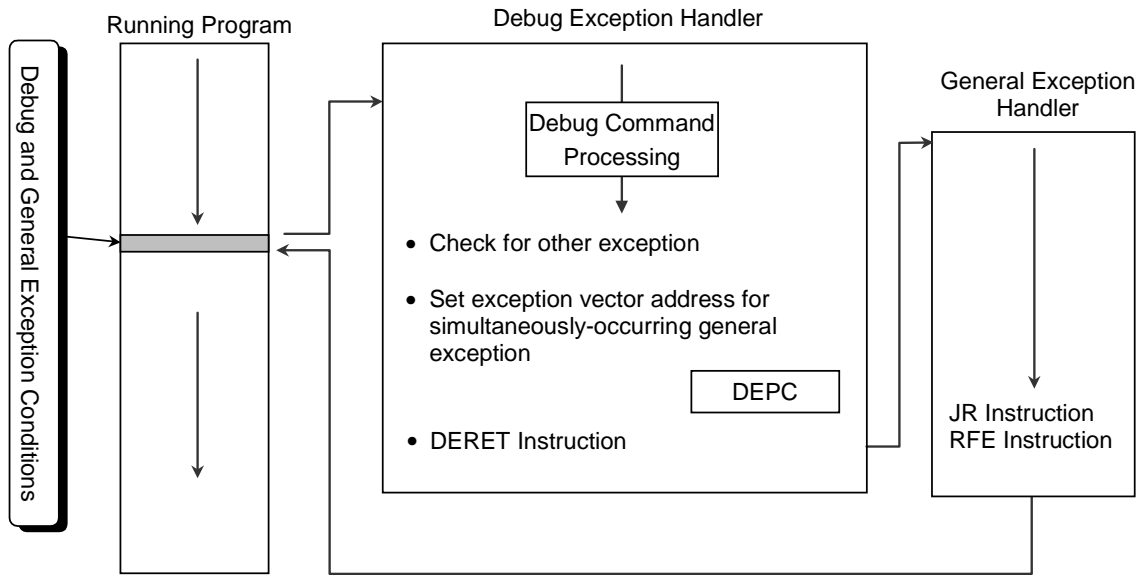 Debug and General Exception Conditions
Running Program
Debug Exception Handler
Debug Command
Processing
• Check for other exception
• Set exception vector address for
simultaneously-occurring general
exception
DEPC
• DERET Instruction
General Exception
Handler
JR Instruction
RFE Instruction